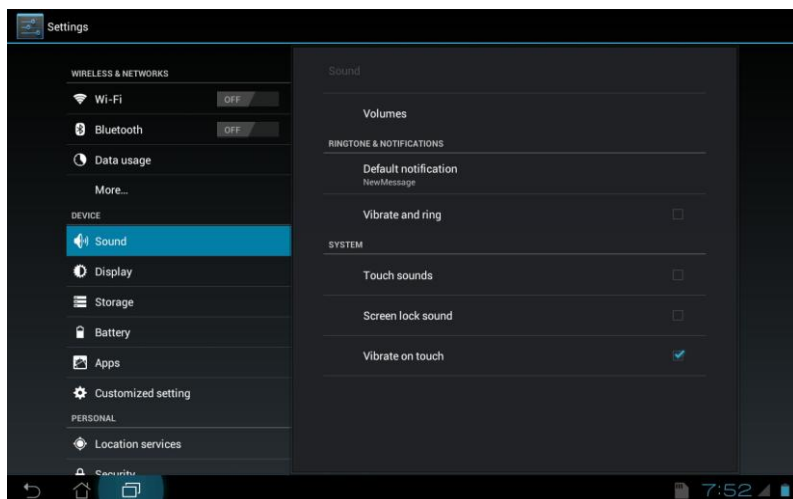 Settings
WIRELESS & NETWORKS
Wi-Fi OFF
Bluetooth OFF
Data usage
More...
DEVICE
Sound
Display
Storage
Battery
Apps
Customized setting
PERSONAL
Location services
Security
Sound
Volumes
RINGTONE & NOTIFICATIONS
Default notification
NewMessage
Vibrate and ring
SYSTEM
Touch sounds
Screen lock sound
Vibrate on touch
7:52